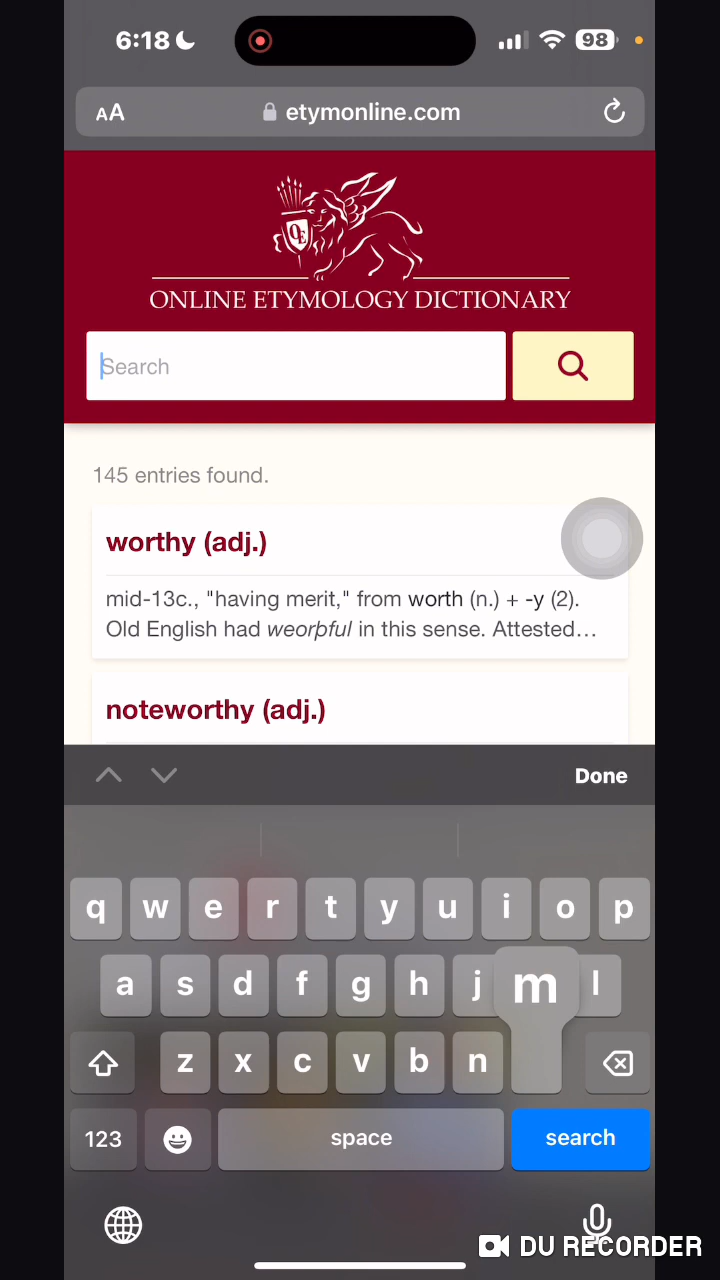 6:18
98
AA
etymonline.com
OE
ONLINE ETYMOLOGY DICTIONARY
Search
145 entries found.
worthy (adj.)
mid-13c., "having merit," from worth (n.) + -y (2).
Old English had weorþful in this sense. Attested...
noteworthy (adj.)
Done
q w e r t y u i o p
a s d f g h j m l
z x c v b n
123 space search
DU RECORDER